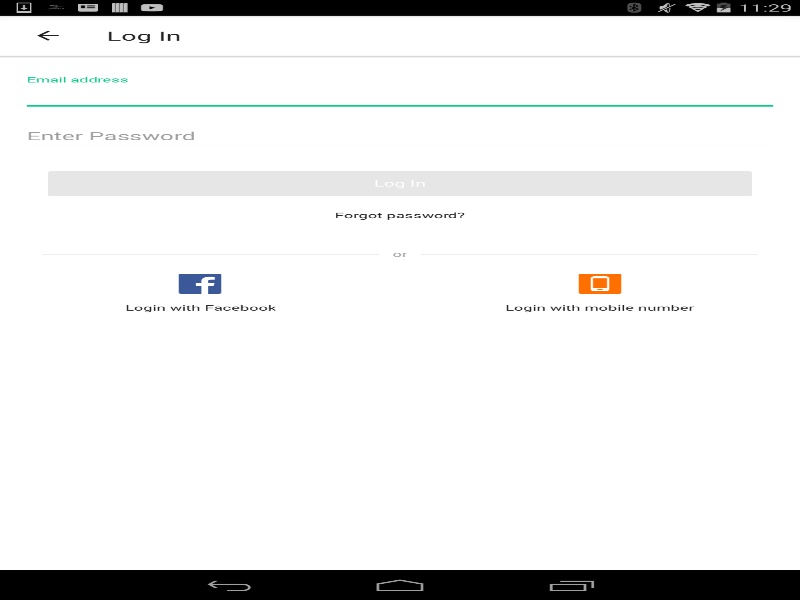 11:29
Log In
Email address
Enter Password
Log In
Forgot password?
or
Login with Facebook
Login with mobile number